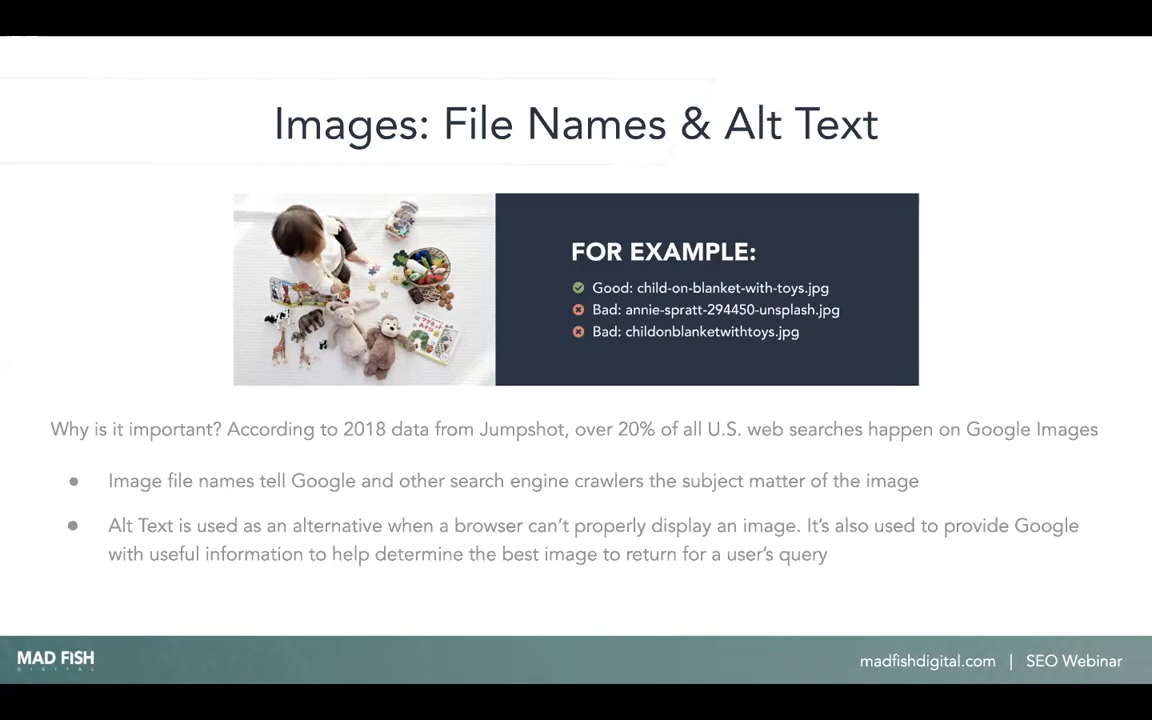 Images: File Names & Alt Text
FOR EXAMPLE:
Good: child-on-blanket-with-toys.jpg
Bad: annie-spratt-294450-unsplash.jpg
Bad: childonblanketwithtoys.jpg
Why is it important? According to 2018 data from Jumpshot, over 20% of all U.S. web searches happen on Google Images
● Image file names tell Google and other search engine crawlers the subject matter of the image
● Alt Text is used as an alternative when a browser can’t properly display an image. It’s also used to provide Google
with useful information to help determine the best image to return for a user’s query
MAD FISH
DIGITAL
madfishdigital.com | SEO Webinar